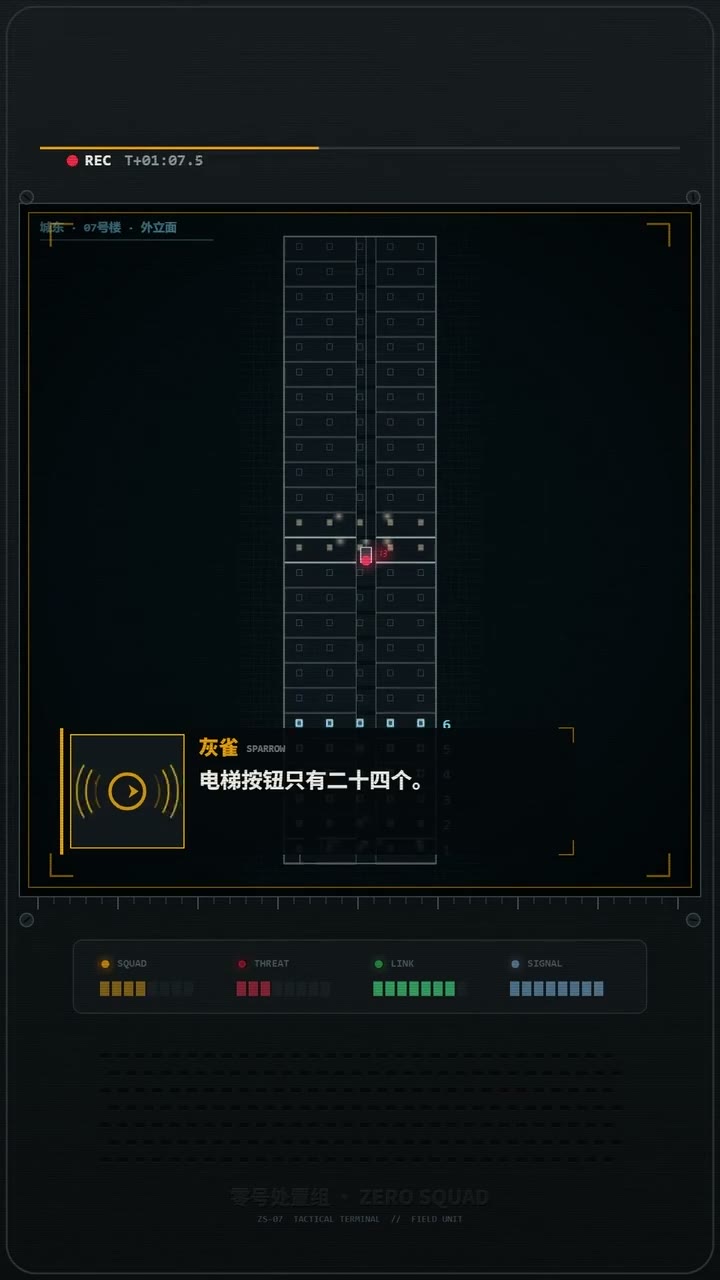 REC T+01:07.5
城东 · 07号楼 · 外立面
13
6
灰雀 SPARROW
5
电梯按钮只有二十四个。
4
3
2
1
SQUAD THREAT LINK SIGNAL
零号处置组 · ZERO SQUAD
ZS-07 TACTICAL TERMINAL // FIELD UNIT